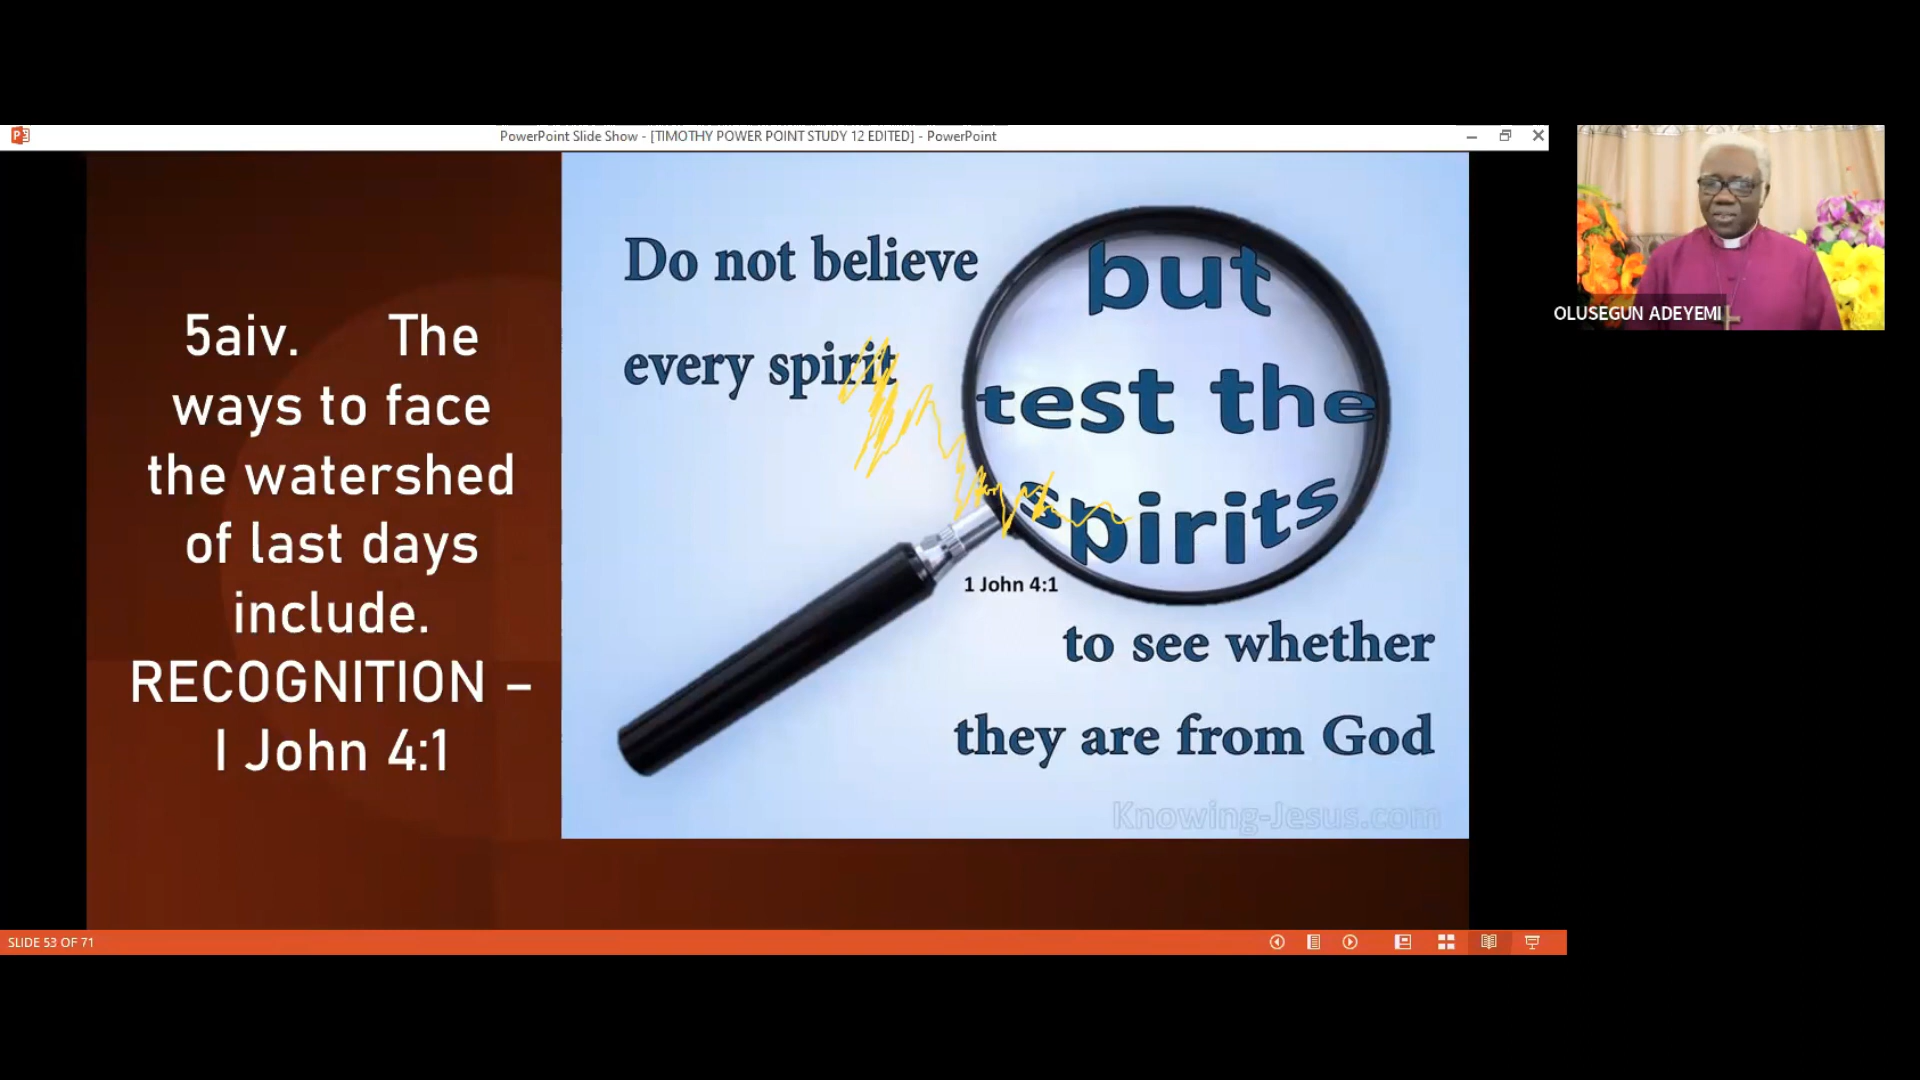 PowerPoint Slide Show - [TIMOTHY POWER POINT STUDY 12 EDITED] - PowerPoint
5aiv. The
ways to face
the watershed
of last days
include.
RECOGNITION –
I John 4:1
Do not believe
every spirit
but
test the
spirits
1 John 4:1
to see whether
they are from God
Knowing-Jesus.com
OLUSEGUN ADEYEMI
SLIDE 53 OF 71